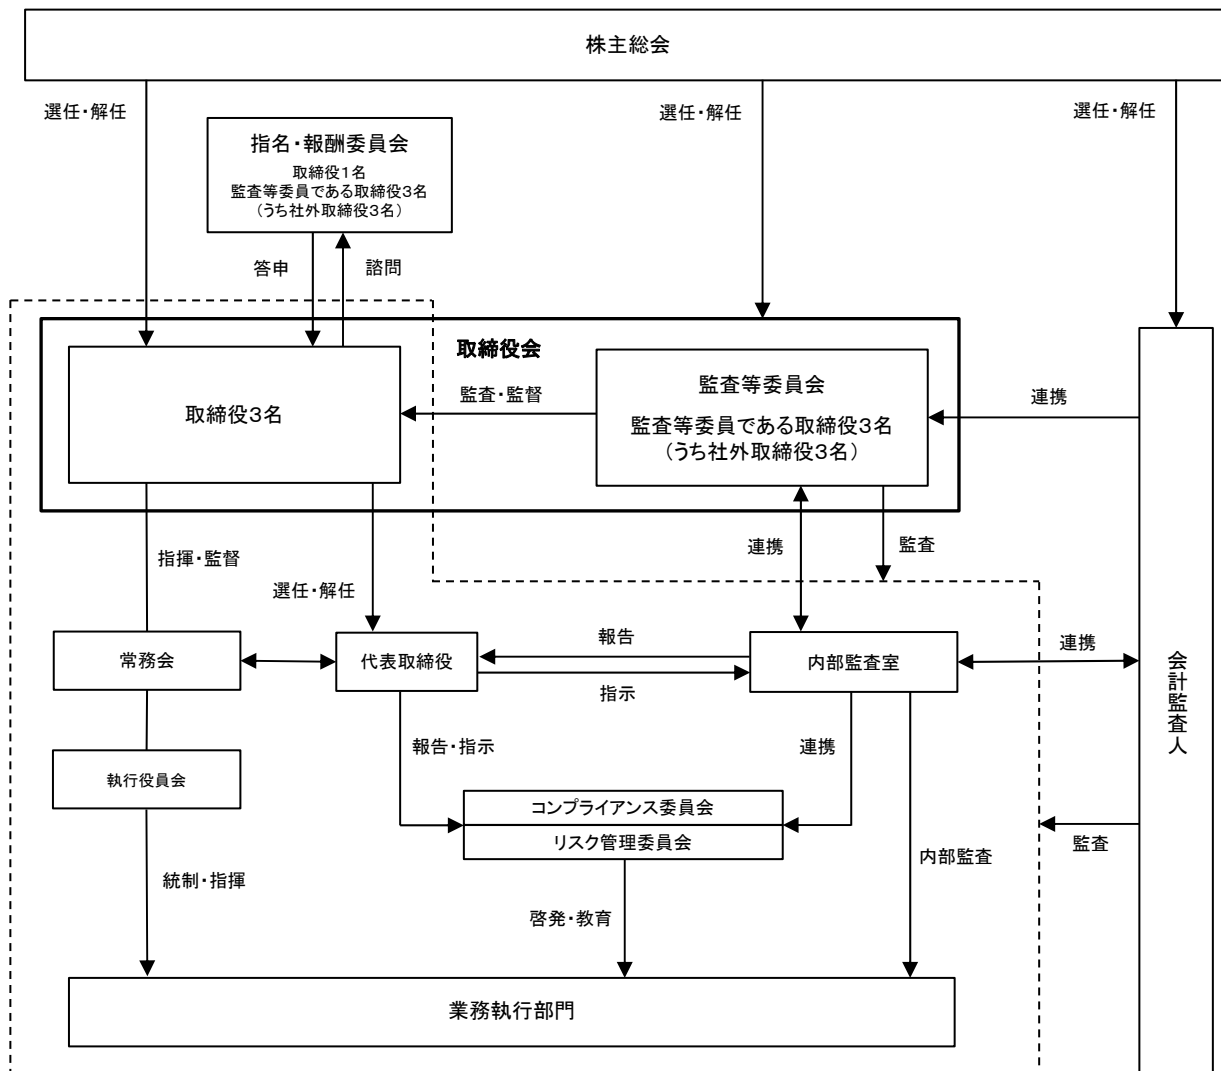 株主総会
選任・解任
選任・解任
選任・解任
指名・報酬委員会
取締役1名
監査等委員である取締役3名
（うち社外取締役3名）
答申
諮問
取締役会
取締役3名
監査・監督
監査等委員会
監査等委員である取締役3名
（うち社外取締役3名）
連携
指揮・監督
選任・解任
連携
監査
常務会
代表取締役
報告
指示
内部監査室
連携
会計監査人
執行役員会
報告・指示
連携
コンプライアンス委員会
リスク管理委員会
監査
統制・指揮
啓発・教育
内部監査
業務執行部門